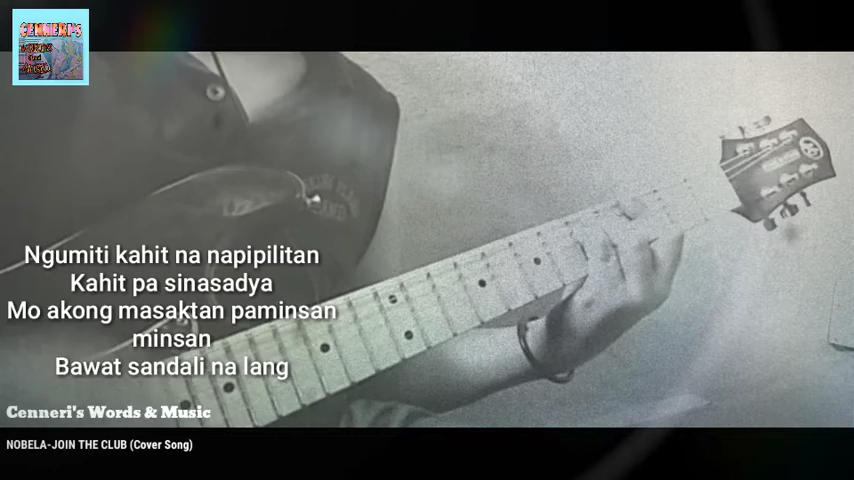 CENNERI'S
Ngumiti kahit na napipilitan
Kahit pa sinasadya
Mo akong masaktan paminsan
minsan
Bawat sandali na lang
Cenneri's Words & Music
NOBELA-JOIN THE CLUB (Cover Song)